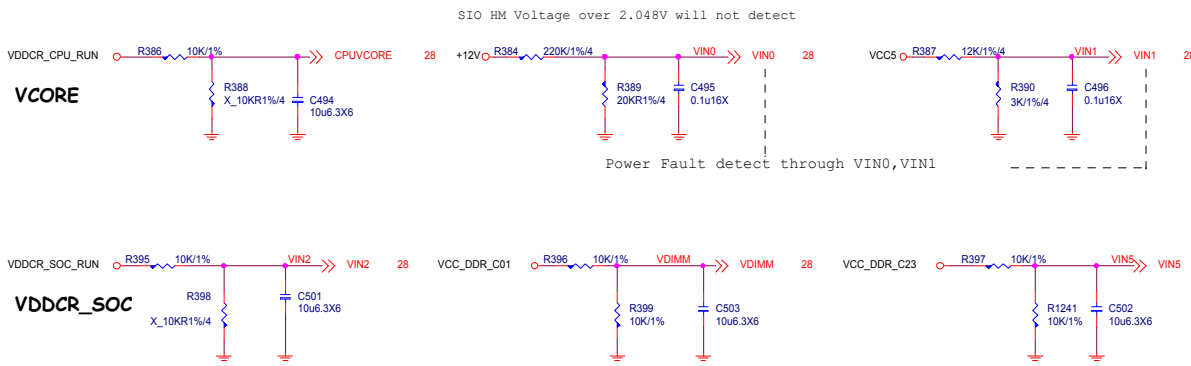 SIO HM Voltage over 2.048V will not detect
VDDCR_CPU_RUN R386 10K/1% CPUVCORE 28
+12V R384 220K/1%/4 VIN0 VIN0 28
VCC5 R387 12K/1%/4 VIN1 VIN1
VCORE
R388
X_10KR1%/4
C494
10u6.3X6
R389
20KR1%/4
C495
0.1u16X
R390
3K/1%/4
C496
0.1u16X
Power Fault detect through VIN0,VIN1
VDDCR_SOC_RUN R395 10K/1% VIN2 VIN2 28
VCC_DDR_C01 R396 10K/1% VDIMM VDIMM 28
VCC_DDR_C23 R397 10K/1% VIN5 VIN5
VDDCR_SOC
R398
X_10KR1%/4
C501
10u6.3X6
R399
10K/1%
C503
10u6.3X6
R1241
10K/1%
C502
10u6.3X6